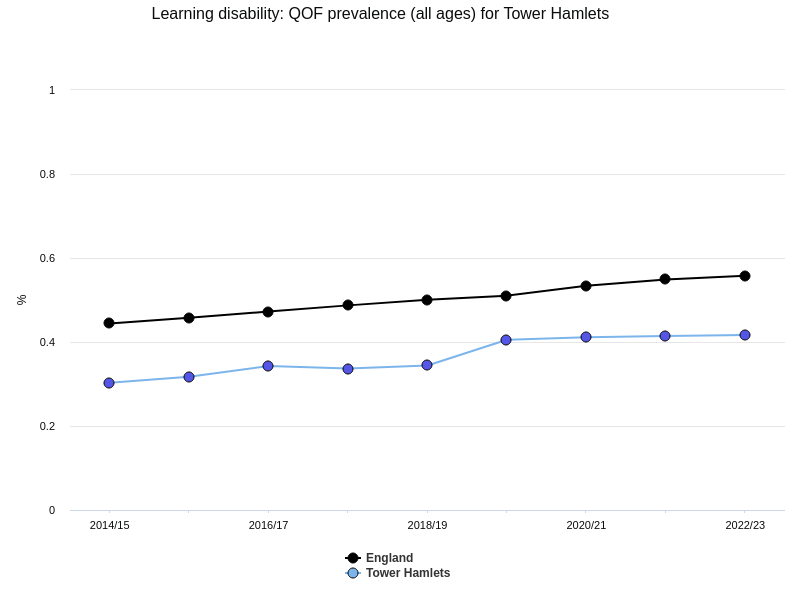 Learning disability: QOF prevalence (all ages) for Tower Hamlets
1
0.8
0.6
%
0.4
0.2
0
2014/15 2016/17 2018/19 2020/21 2022/23
England
Tower Hamlets